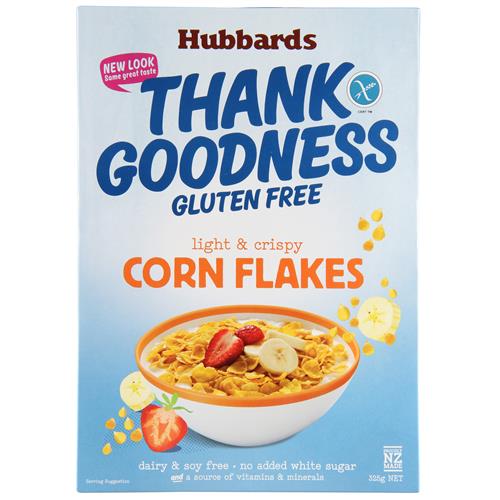 Hubbards
NEW LOOK
Same great taste
THANK
GOODNESS
GLUTEN FREE
light & crispy
CORN FLAKES
dairy & soy free • no added white sugar
and a source of vitamins & minerals
Serving Suggestion
NZ
MADE
325g NET